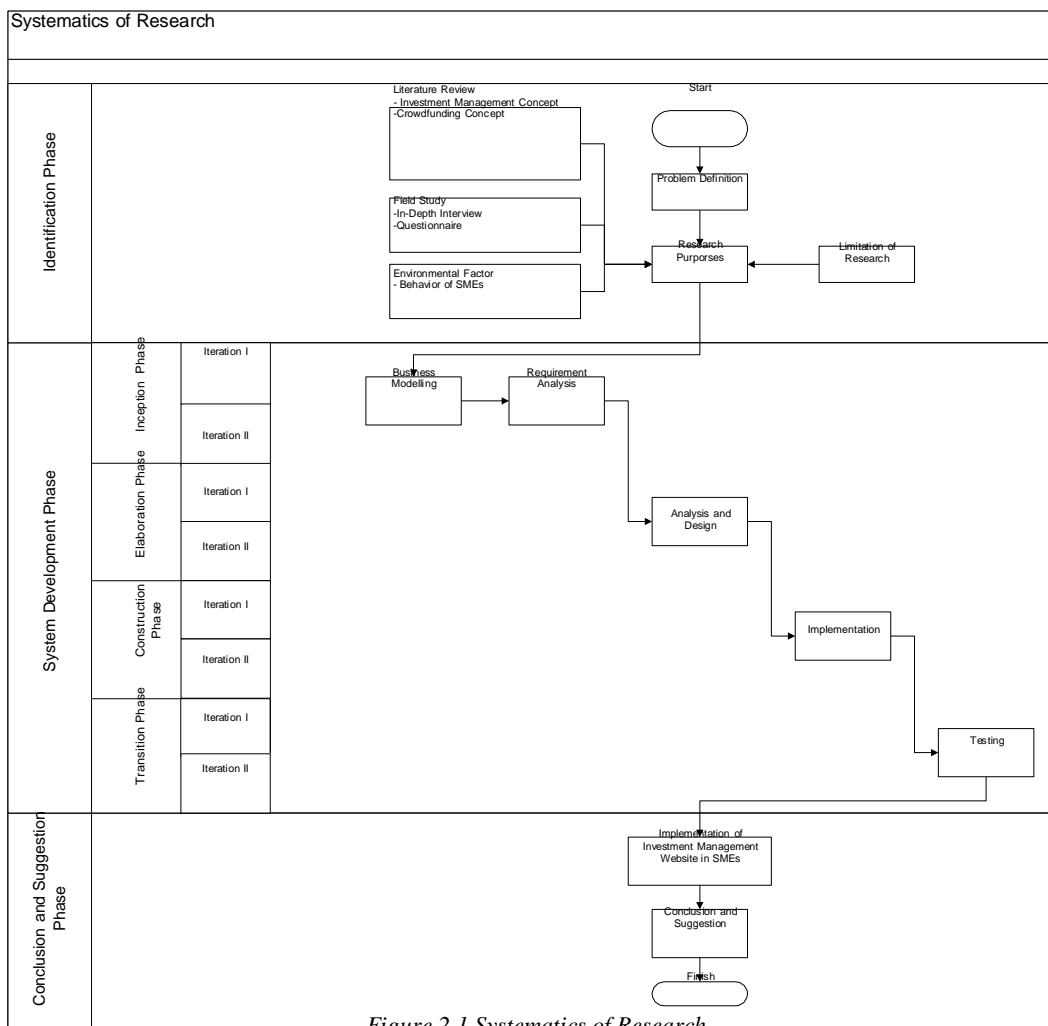 Systematics of Research
Identification Phase
Literature Review
- Investment Management Concept
-Crowdfunding Concept
Field Study
-In-Depth Interview
-Questionnaire
Environmental Factor
- Behavior of SMEs
Start
Problem Definition
Research
Purporses
Limitation of
Research
System Development Phase
Inception Phase
Iteration I
Iteration II
Business
Modelling
Requirement
Analysis
Elaboration Phase
Iteration I
Iteration II
Analysis and
Design
Construction
Phase
Iteration I
Iteration II
Implementation
Transition Phase
Iteration I
Iteration II
Testing
Conclusion and Suggestion
Phase
Implementation of
Investment Management
Website in SMEs
Conclusion and
Suggestion
Finish
Figure 2.1 Systematics of Research